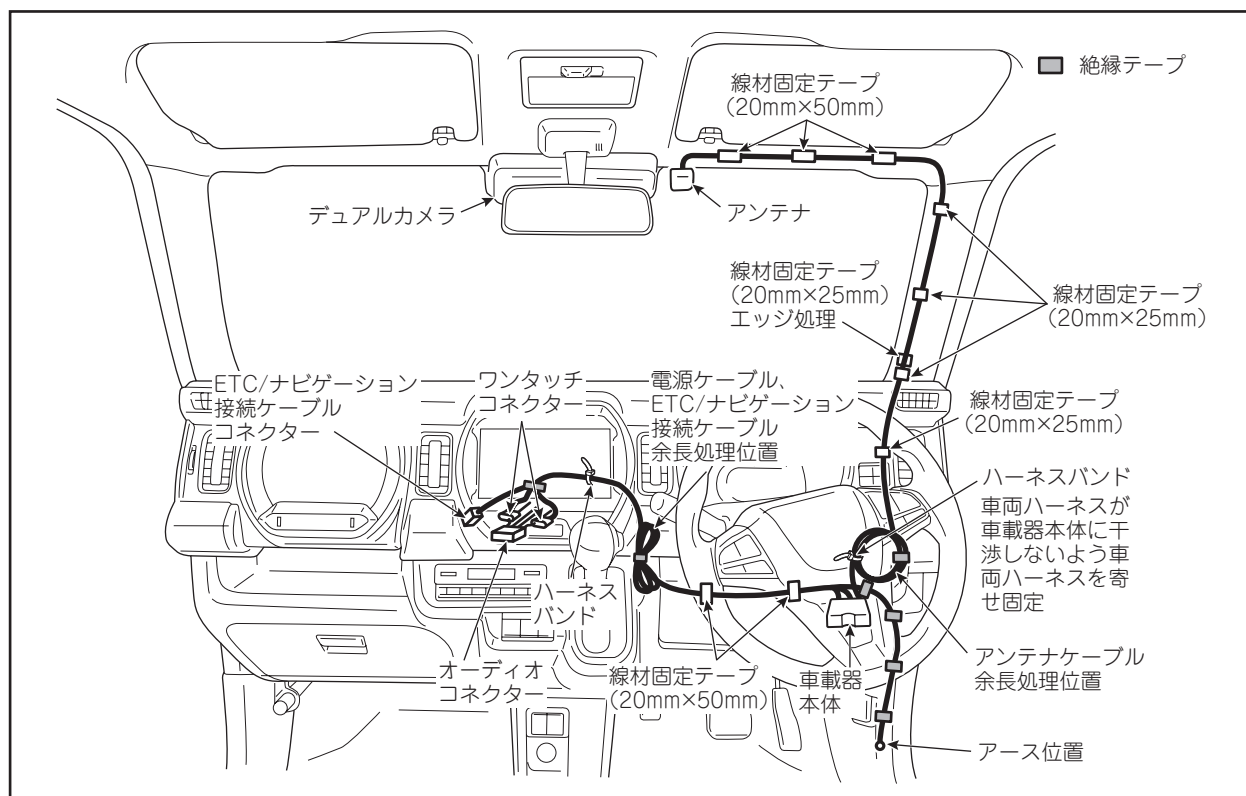 絶縁テープ
線材固定テープ
(20mm×50mm)
デュアルカメラ
アンテナ
線材固定テープ
(20mm×25mm)
エッジ処理
線材固定テープ
(20mm×25mm)
ETC/ナビゲーション
接続ケーブル
コネクター
ワンタッチ
コネクター
電源ケーブル、
ETC/ナビゲーション
接続ケーブル
余長処理位置
線材固定テープ
(20mm×25mm)
ハーネスバンド
車両ハーネスが
車載器本体に干
渉しないよう車
両ハーネスを寄
せ固定
ハーネス
バンド
オーディオ
コネクター
線材固定テープ
(20mm×50mm)
車載器
本体
アンテナケーブル
余長処理位置
アース位置